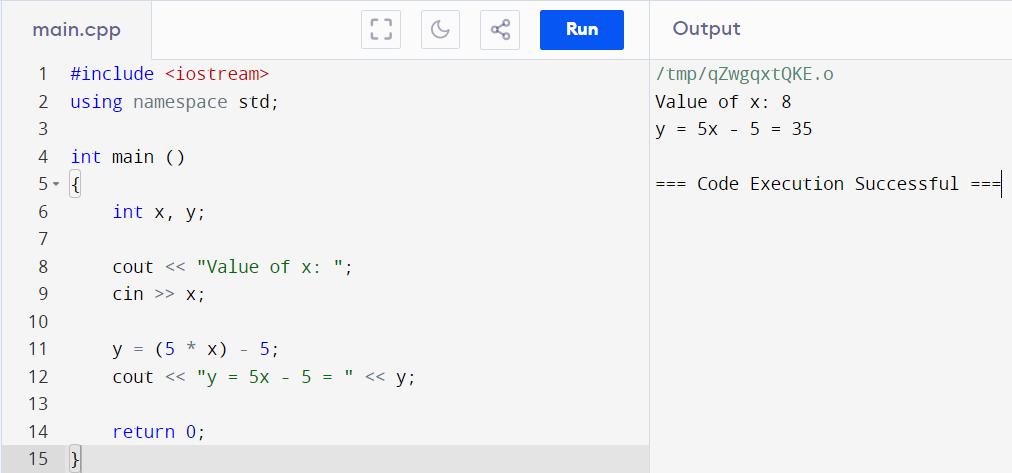 main.cpp
Run
Output
1 #include <iostream>
2 using namespace std;
3
4 int main ()
5 {
6 int x, y;
7
8 cout << "Value of x: ";
9 cin >> x;
10
11 y = (5 * x) - 5;
12 cout << "y = 5x - 5 = " << y;
13
14 return 0;
15 }
/tmp/qZwgqxtQKE.o
Value of x: 8
y = 5x - 5 = 35
=== Code Execution Successful ===